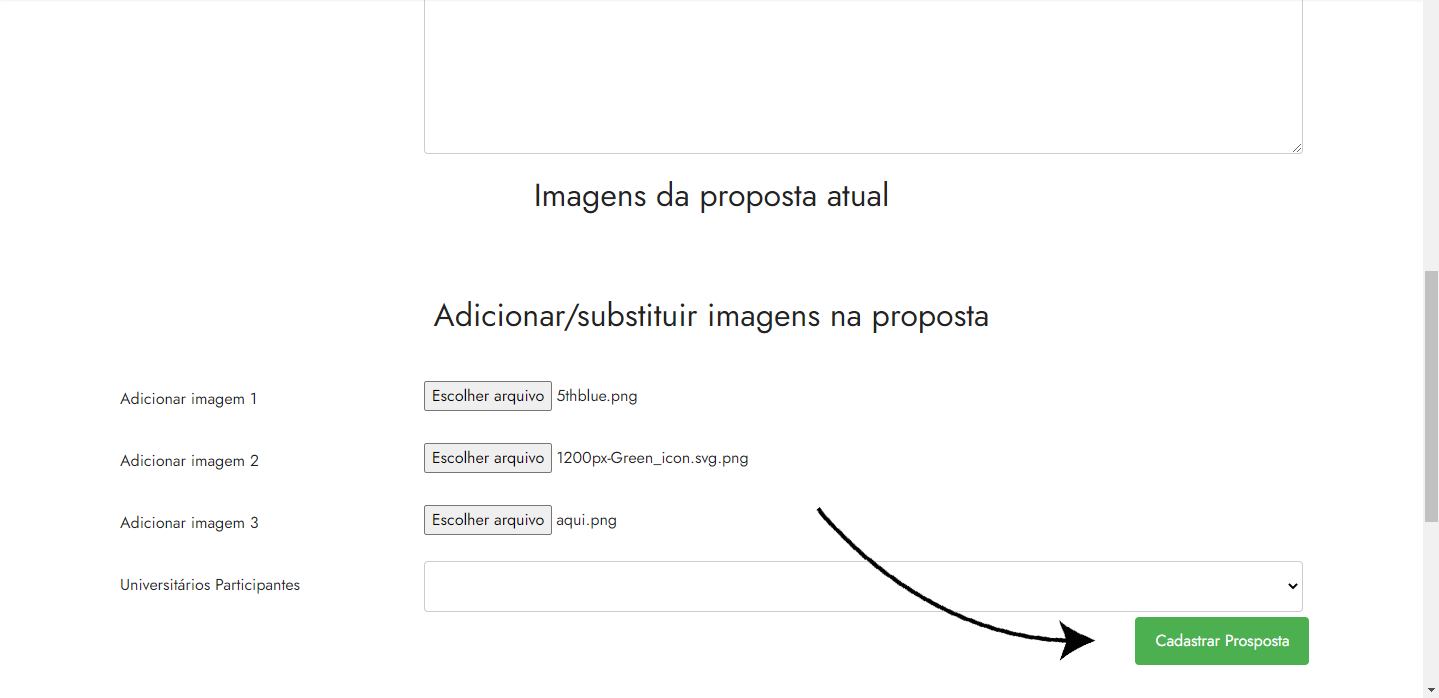 Imagens da proposta atual
Adicionar/substituir imagens na proposta
Adicionar imagem 1 Escolher arquivo 5thblue.png
Adicionar imagem 2 Escolher arquivo 1200px-Green_icon.svg.png
Adicionar imagem 3 Escolher arquivo aqui.png
Universitários Participantes
Cadastrar Prosposta